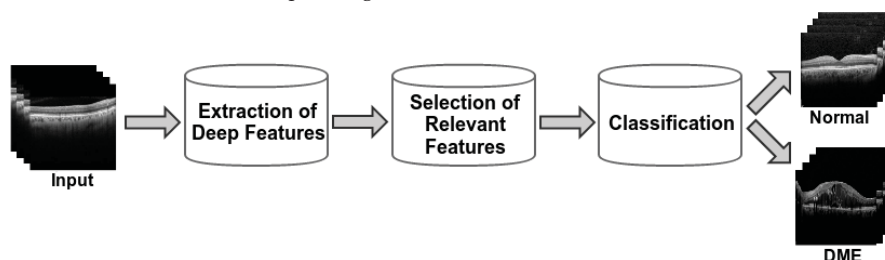 Input
Extraction of
Deep Features
Selection of
Relevant
Features
Classification
Normal
DME